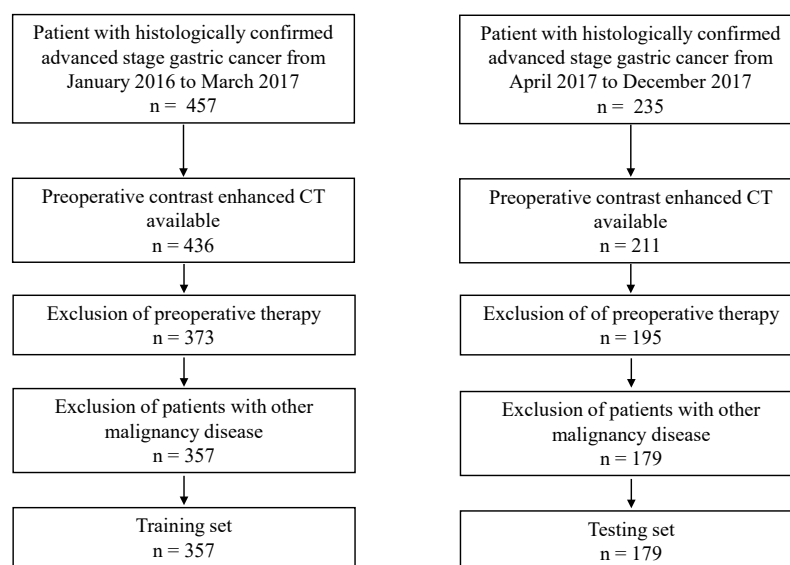 Patient with histologically confirmed
advanced stage gastric cancer from
January 2016 to March 2017
n =  457
Preoperative contrast enhanced CT
available
n = 436
Exclusion of preoperative therapy
n = 373
Exclusion of patients with other
malignancy disease
n = 357
Training set
n = 357
Patient with histologically confirmed
advanced stage gastric cancer from
April 2017 to December 2017
n = 235
Preoperative contrast enhanced CT
available
n = 211
Exclusion of of preoperative therapy
n = 195
Exclusion of patients with other
malignancy disease
n = 179
Testing set
n = 179